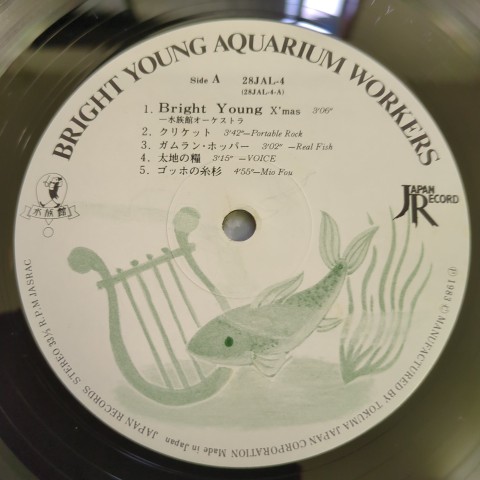 BRIGHT YOUNG AQUARIUM WORKERS
Side A 28JAL-4
(28JAL-4-A)
1. Bright Young X'mas 3'06"
—水族館オーケストラ
2. クリケット 3'42"—Portable Rock
3. ガムラン・ホッパー 3'02" —Real Fish
4. 太地の糧 3'15" —VOICE
5. ゴッホの糸杉 4'55"—Mio Fou
水族館
JAPAN RECORD
JAPAN RECORDS STEREO 33⅓ R.P.M JASRAC
Ⓟ1983 Ⓒ MANUFACTURED BY TOKUMA JAPAN CORPORATION Made in Japan